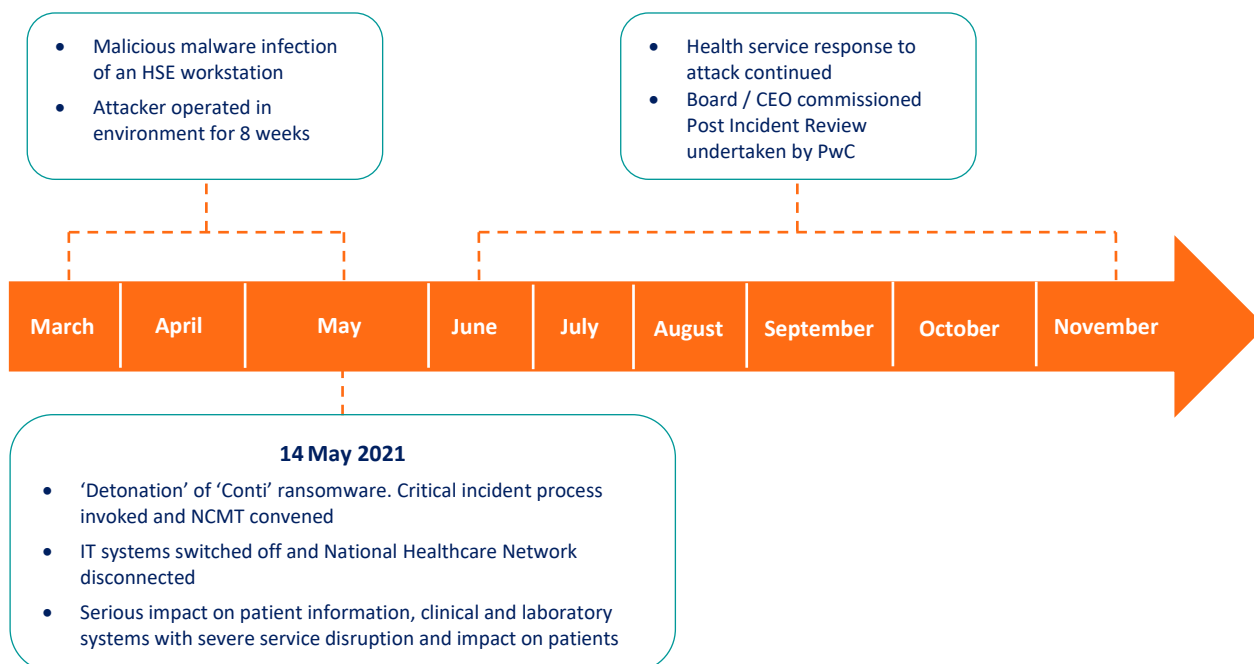 • Malicious malware infection
of an HSE workstation
• Attacker operated in
environment for 8 weeks
• Health service response to
attack continued
• Board / CEO commissioned
Post Incident Review
undertaken by PwC
March April May June July August September October November
14 May 2021
• ‘Detonation’ of ‘Conti’ ransomware. Critical incident process
invoked and NCMT convened
• IT systems switched off and National Healthcare Network
disconnected
• Serious impact on patient information, clinical and laboratory
systems with severe service disruption and impact on patients